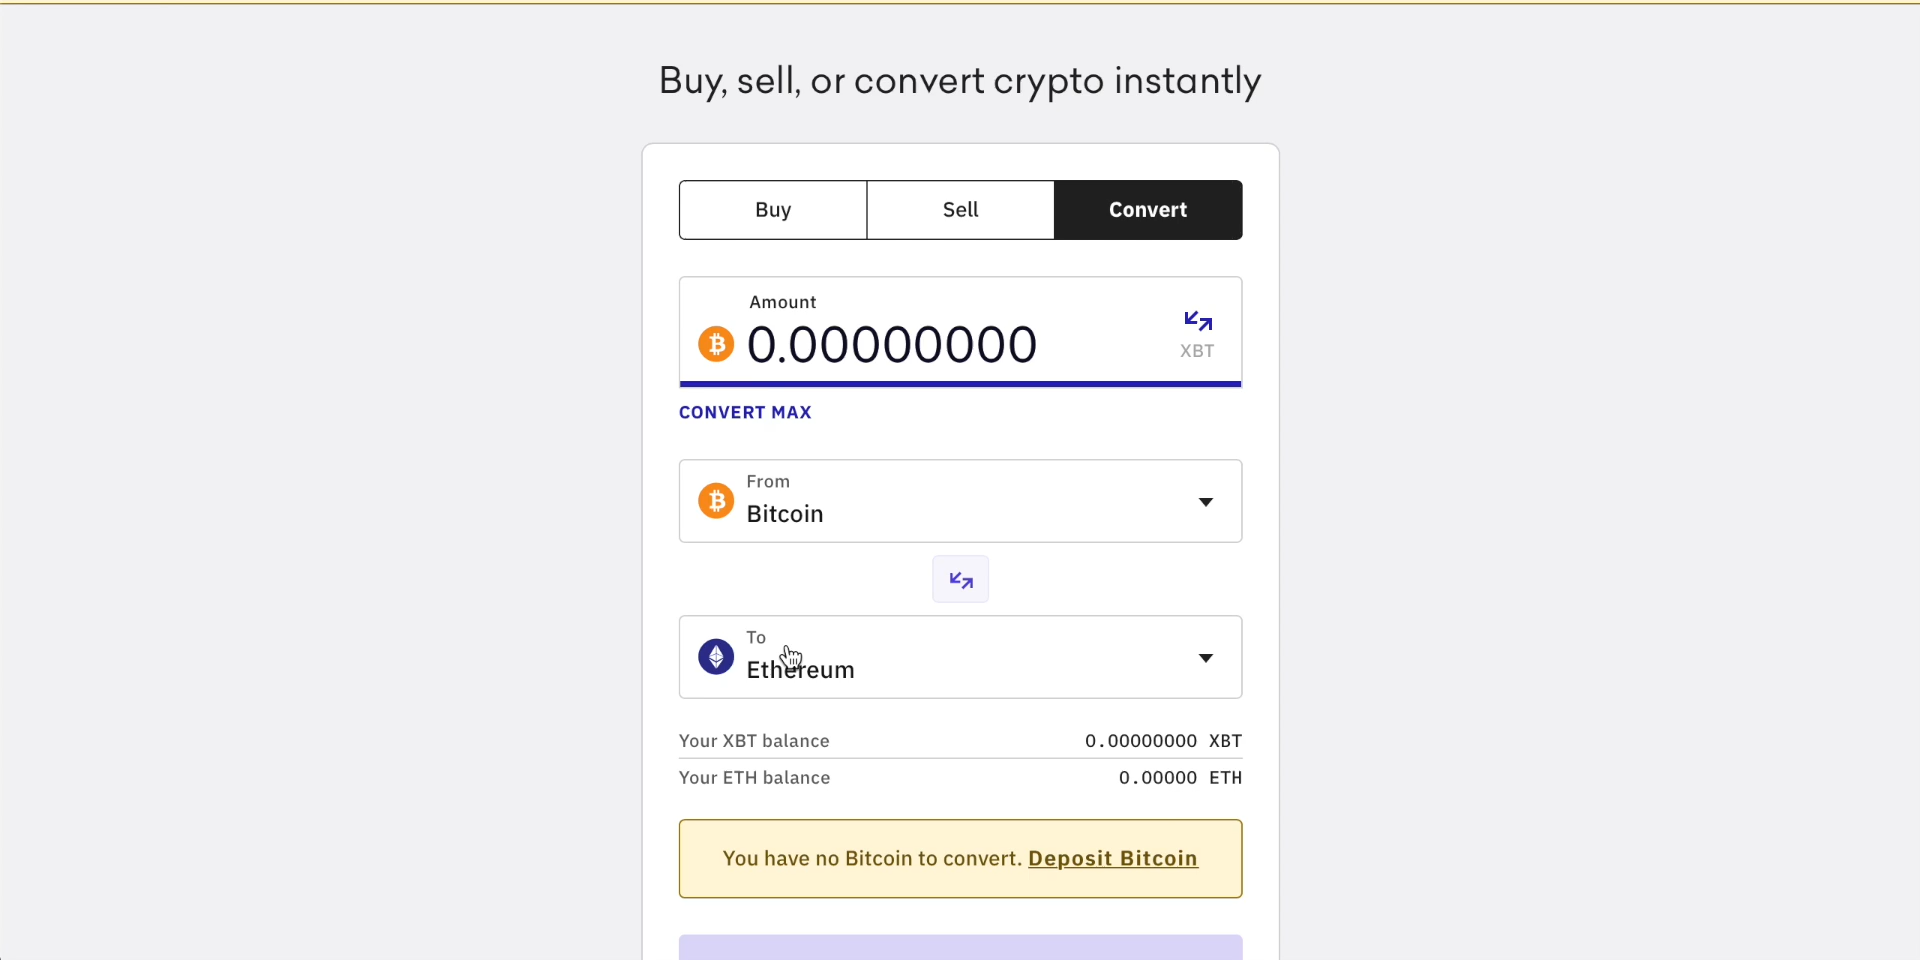 Buy, sell, or convert crypto instantly
Buy Sell Convert
Amount
0.00000000
XBT
CONVERT MAX
From
Bitcoin
To
Ethereum
Your XBT balance 0.00000000 XBT
Your ETH balance 0.00000 ETH
You have no Bitcoin to convert. Deposit Bitcoin